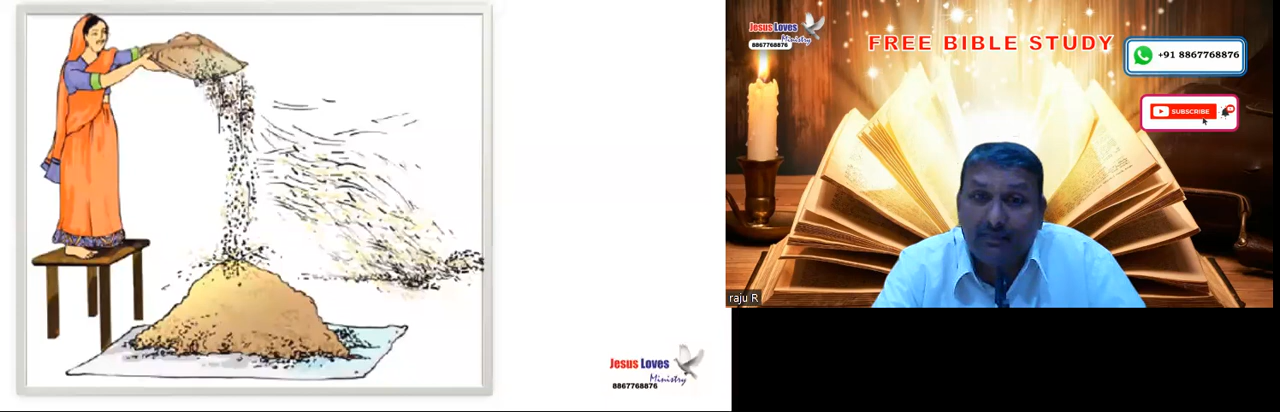 Jesus Loves
Ministry
8867768876
Jesus Loves
Ministry
8867768876
FREE BIBLE STUDY
+91 8867768876
SUBSCRIBE
raju R